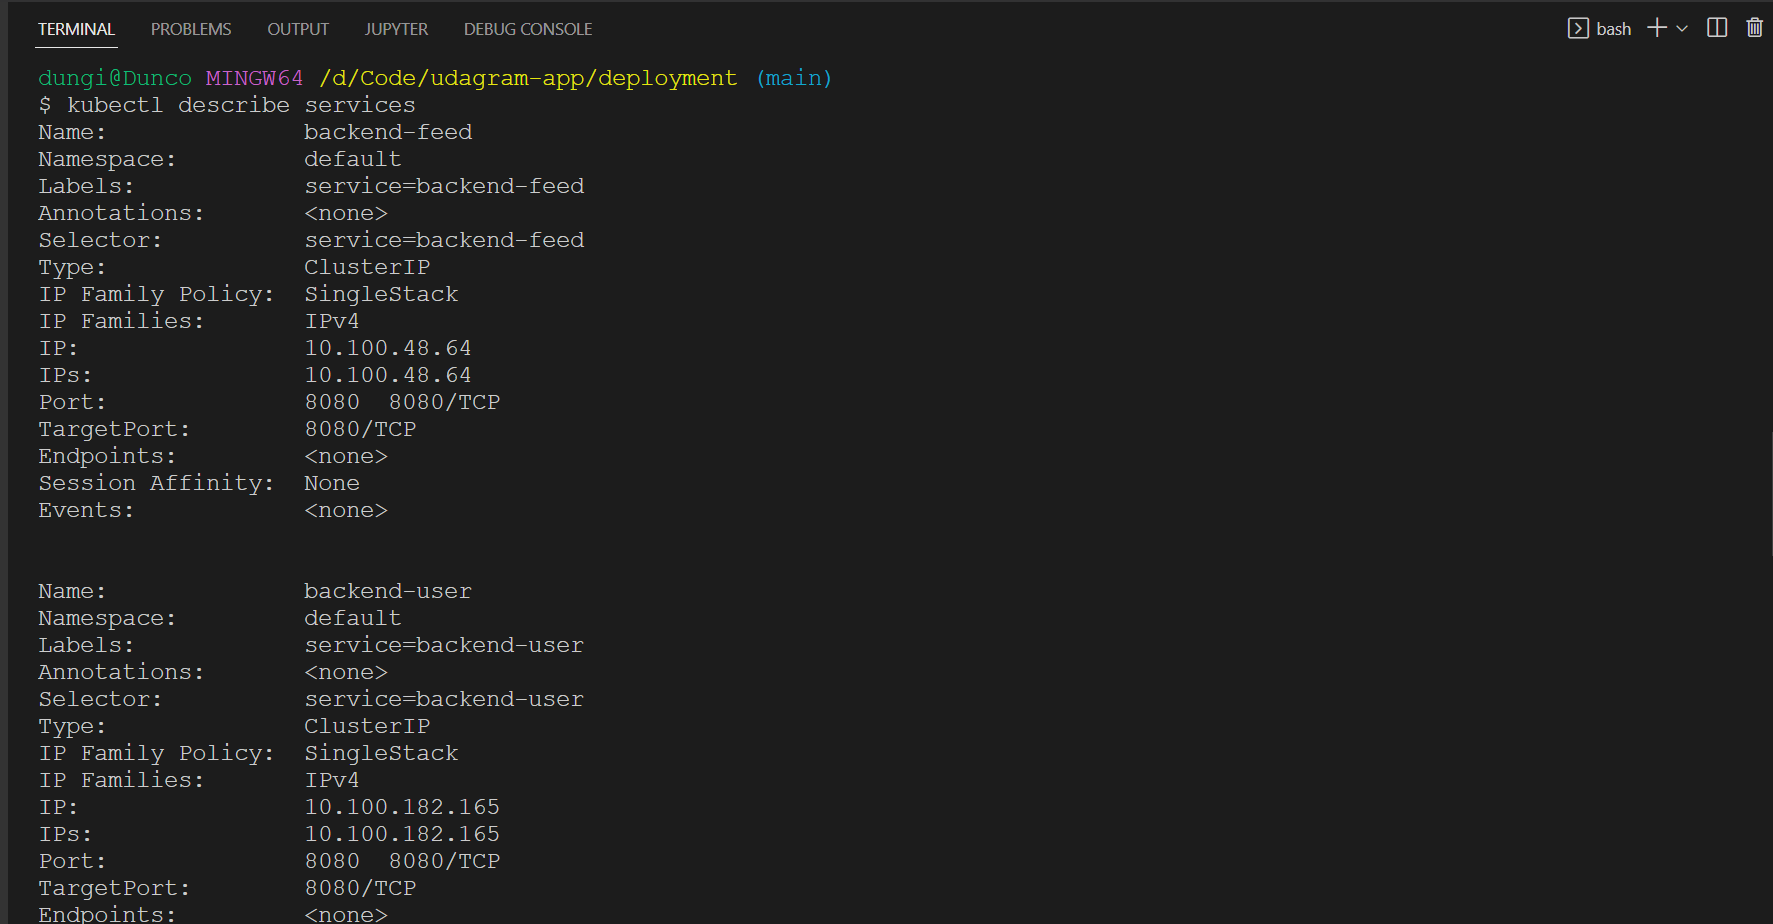 TERMINAL PROBLEMS OUTPUT JUPYTER DEBUG CONSOLE bash
dungi@Dunco MINGW64 /d/Code/udagram-app/deployment (main)
$ kubectl describe services
Name: backend-feed
Namespace: default
Labels: service=backend-feed
Annotations: <none>
Selector: service=backend-feed
Type: ClusterIP
IP Family Policy: SingleStack
IP Families: IPv4
IP: 10.100.48.64
IPs: 10.100.48.64
Port: 8080 8080/TCP
TargetPort: 8080/TCP
Endpoints: <none>
Session Affinity: None
Events: <none>
Name: backend-user
Namespace: default
Labels: service=backend-user
Annotations: <none>
Selector: service=backend-user
Type: ClusterIP
IP Family Policy: SingleStack
IP Families: IPv4
IP: 10.100.182.165
IPs: 10.100.182.165
Port: 8080 8080/TCP
TargetPort: 8080/TCP
Endpoints: <none>